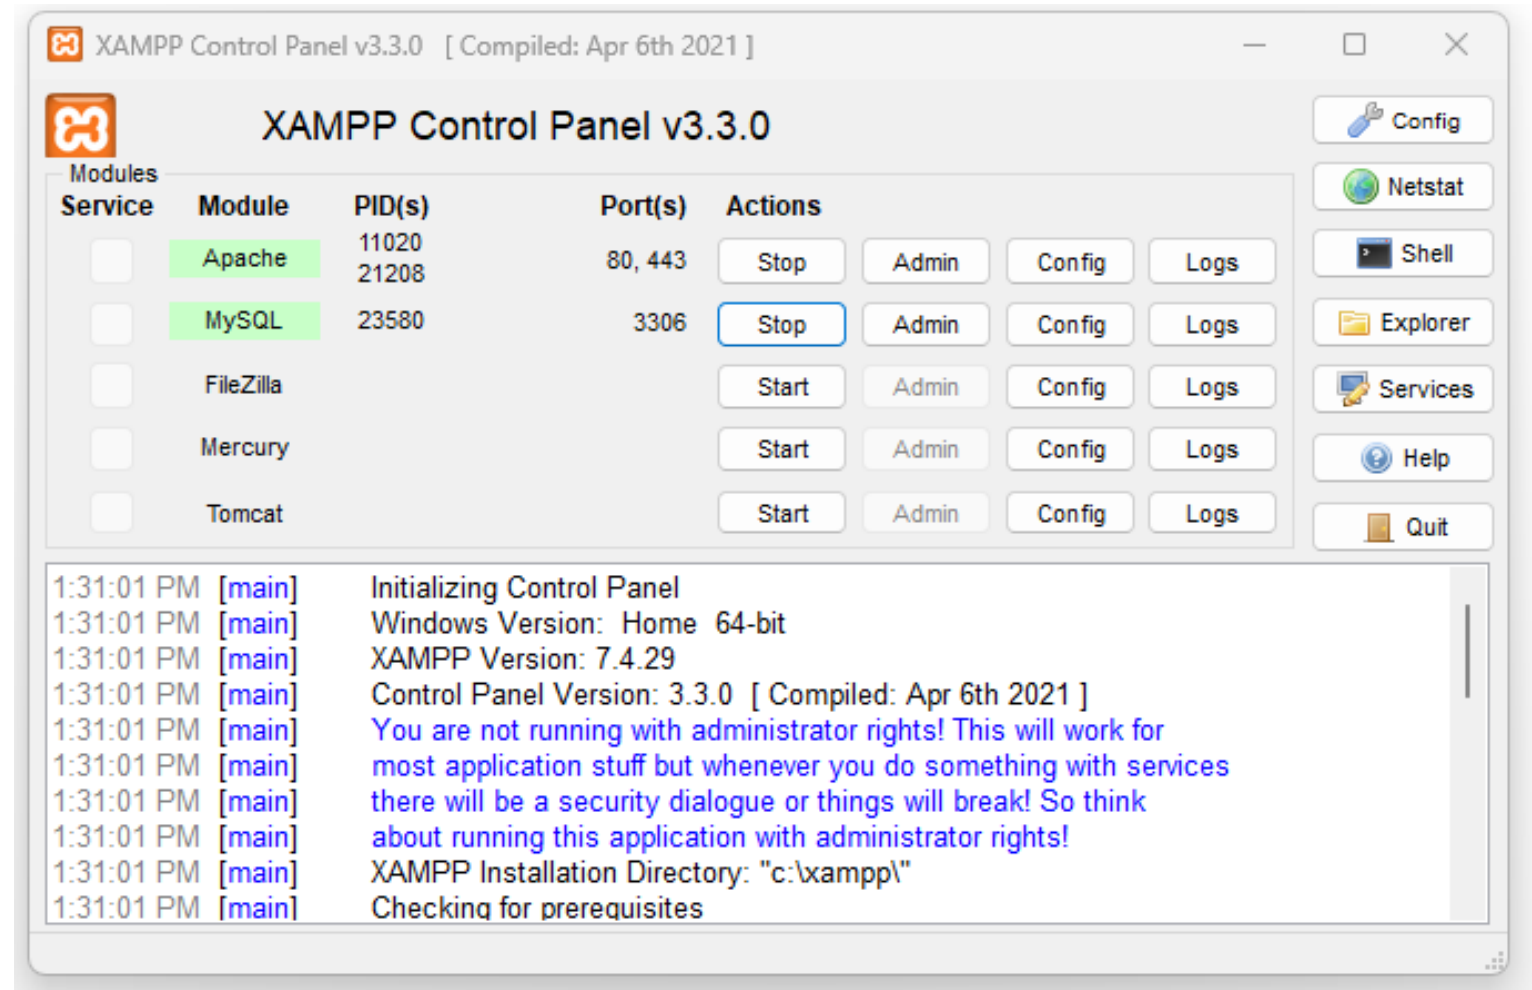 XAMPP Control Panel v3.3.0 [ Compiled: Apr 6th 2021 ]
XAMPP Control Panel v3.3.0
Config
Modules
Service Module PID(s) Port(s) Actions
Netstat
Apache 11020 21208 80, 443 Stop Admin Config Logs
Shell
MySQL 23580 3306 Stop Admin Config Logs
Explorer
FileZilla Start Admin Config Logs
Services
Mercury Start Admin Config Logs
Help
Tomcat Start Admin Config Logs
Quit
1:31:01 PM [main] Initializing Control Panel
1:31:01 PM [main] Windows Version: Home 64-bit
1:31:01 PM [main] XAMPP Version: 7.4.29
1:31:01 PM [main] Control Panel Version: 3.3.0 [ Compiled: Apr 6th 2021 ]
1:31:01 PM [main] You are not running with administrator rights! This will work for
1:31:01 PM [main] most application stuff but whenever you do something with services
1:31:01 PM [main] there will be a security dialogue or things will break! So think
1:31:01 PM [main] about running this application with administrator rights!
1:31:01 PM [main] XAMPP Installation Directory: "c:\xampp\"
1:31:01 PM [main] Checking for prerequisites